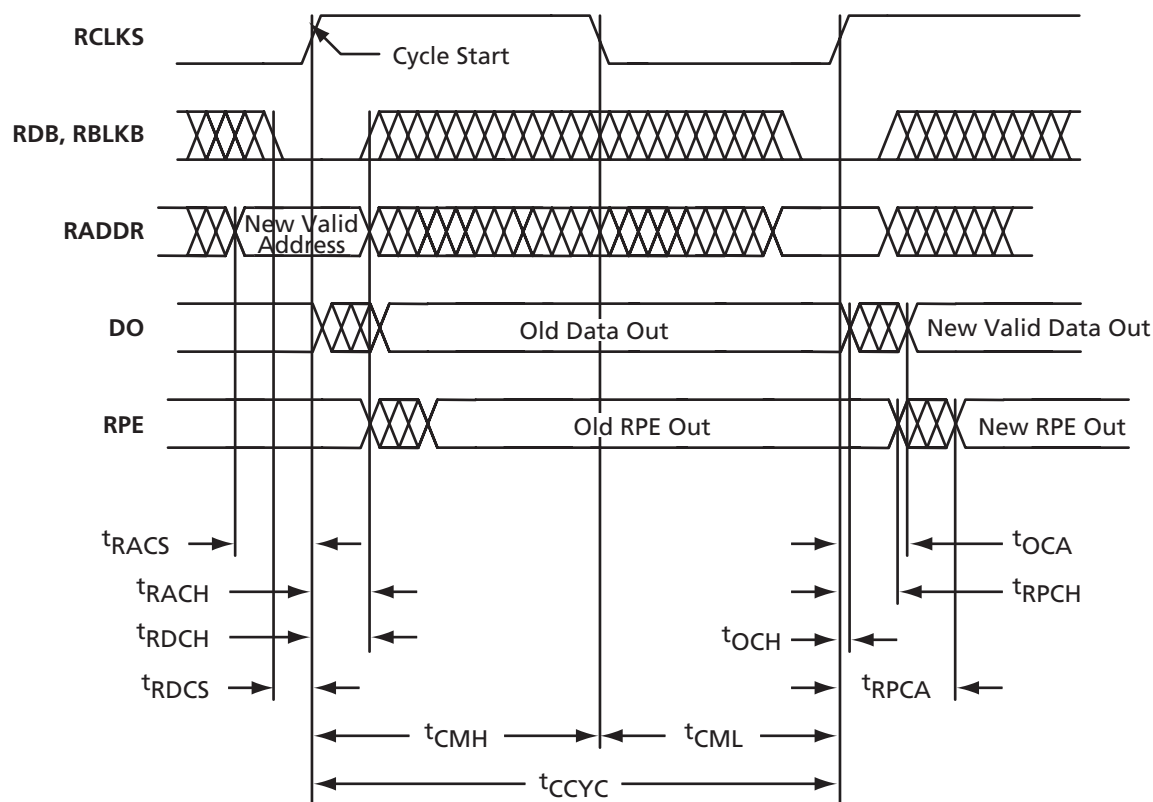 RCLKS
Cycle Start
RDB, RBLKB
RADDR
New Valid
Address
DO
Old Data Out
New Valid Data Out
RPE
Old RPE Out
New RPE Out
tRACS
tOCA
tRACH
tRPCH
tRDCH
tOCH
tRDCS
tRPCA
tCMH
tCML
tCCYC